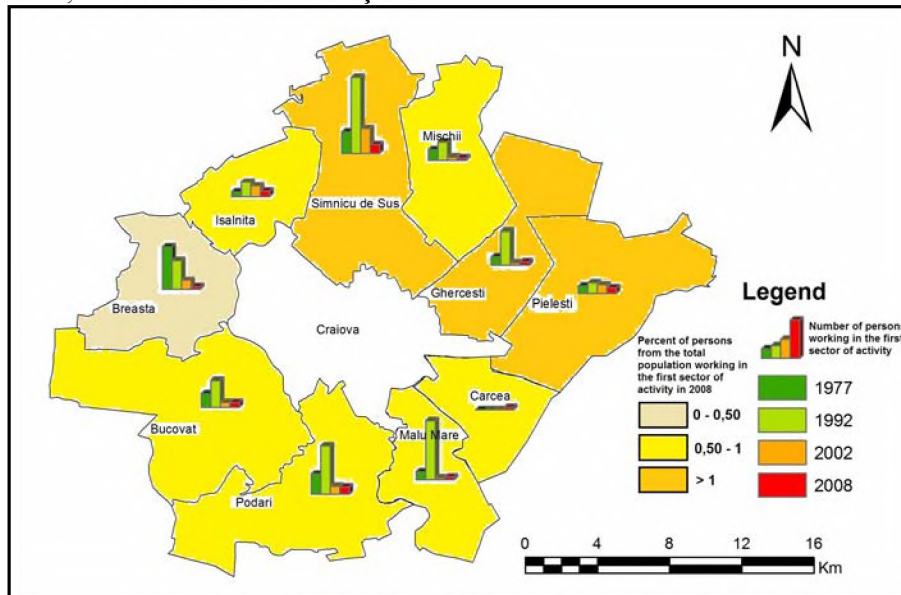 N
Mischii
Simnicu de Sus
Isalnita
Ghercesti
Pielesti
Breasta
Craiova
Carcea
Malu Mare
Bucovat
Podari
Legend
Percent of persons
from the total
population working in
the first sector of
activity in 2008
0 - 0,50
0,50 - 1
> 1
Number of persons
working in the first
sector of activity
1977
1992
2002
2008
0 4 8 12 16
Km